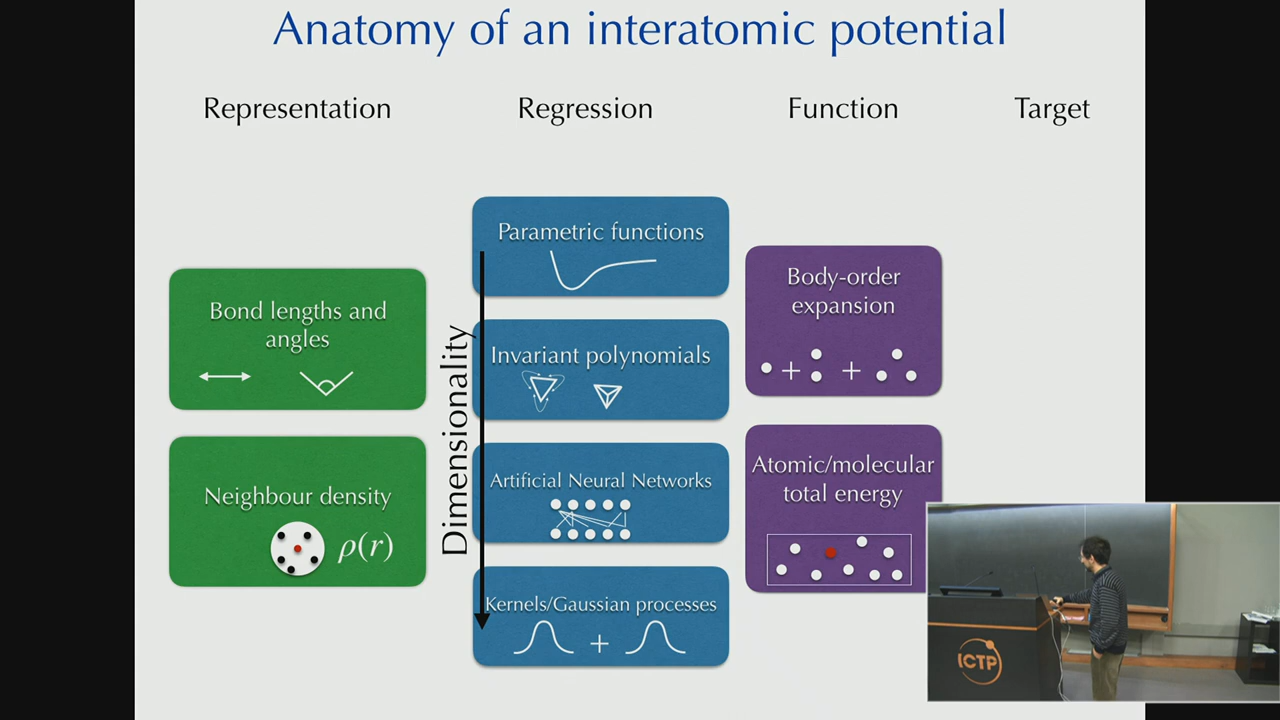 Anatomy of an interatomic potential
Representation
Regression
Function
Target
Bond lengths and
angles
Neighbour density
ρ(r)
Dimensionality
Parametric functions
Invariant polynomials
Artificial Neural Networks
Kernels/Gaussian processes
+
Body-order
expansion
+ +
Atomic/molecular
total energy
ICTP